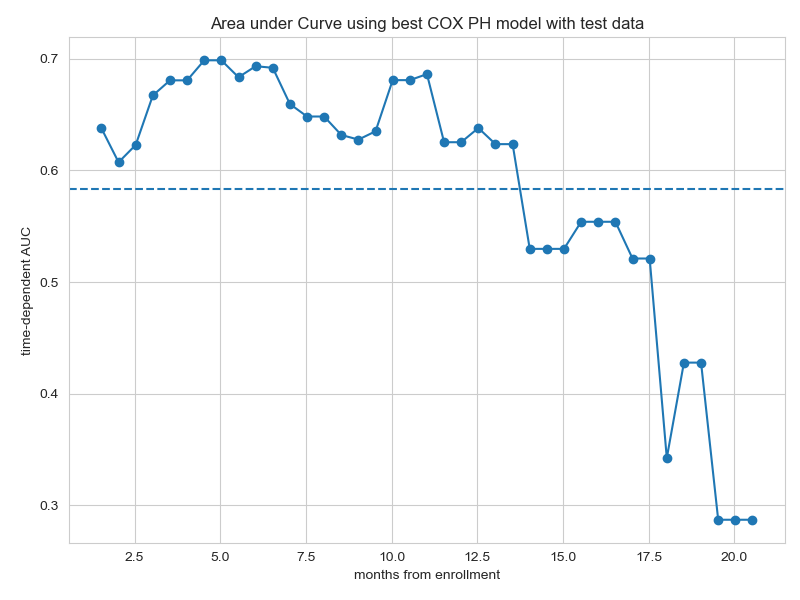 Area under Curve using best COX PH model with test data
0.7
0.6
0.5
0.4
0.3
time-dependent AUC
2.5 5.0 7.5 10.0 12.5 15.0 17.5 20.0
months from enrollment